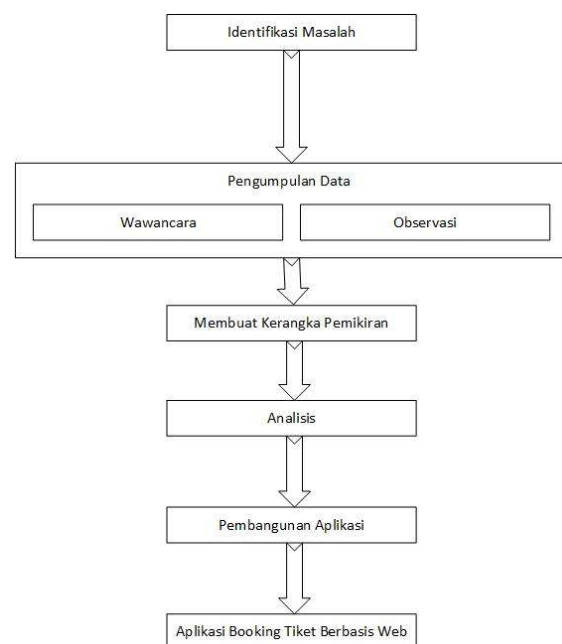 Identifikasi Masalah
Pengumpulan Data
Wawancara
Observasi
Membuat Kerangka Pemikiran
Analisis
Pembangunan Aplikasi
Aplikasi Booking Tiket Berbasis Web